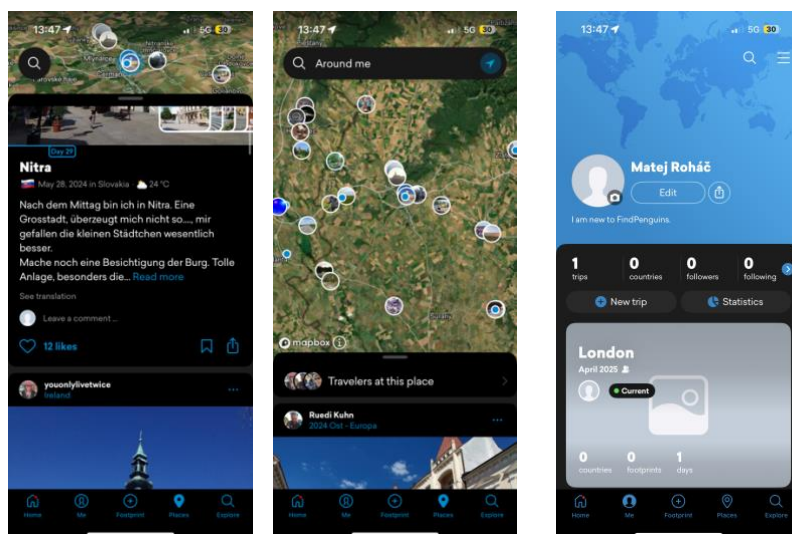 13:47
5G 30
Nitrianske
Day 29
Nitra
May 28, 2024 in Slovakia 24 °C
Nach dem Mittag bin ich in Nitra. Eine
Grosstadt, überzeugt mich nicht so...., mir
gefallen die kleinen Städtchen wesentlich
besser.
Mache noch eine Besichtigung der Burg. Tolle
Anlage, besonders die... Read more
See translation
Leave a comment ...
12 likes
youonlylivetwice
Ireland
Home
Me
Footprint
Places
Explore
13:47
5G 30
Around me
mapbox
Travelers at this place
Ruedi Kuhn
2024 Ost - Europa
Home
Me
Footprint
Places
Explore
13:47
5G 30
Matej Roháč
Edit
I am new to FindPenguins.
1
trips
0
countries
0
followers
0
following
New trip
Statistics
London
April 2025
Current
0
countries
0
footprints
1
days
Home
Me
Footprint
Places
Explore